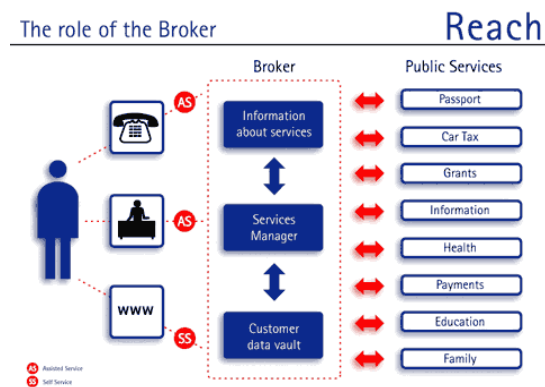 The role of the Broker
Reach
Broker
Public Services
AS
Information
about services
Passport
Car Tax
Grants
AS
Services
Manager
Information
Health
www
SS
Customer
data vault
Payments
Education
Family
AS Assisted Service
SS Self Service